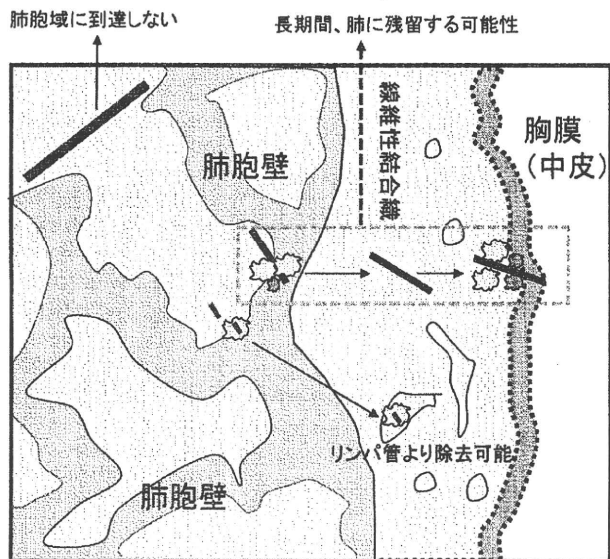 肺胞域に到達しない
長期間、肺に残留する可能性
線維性結合織
胸膜
（中皮）
肺胞壁
リンパ管より除去可能
肺胞壁